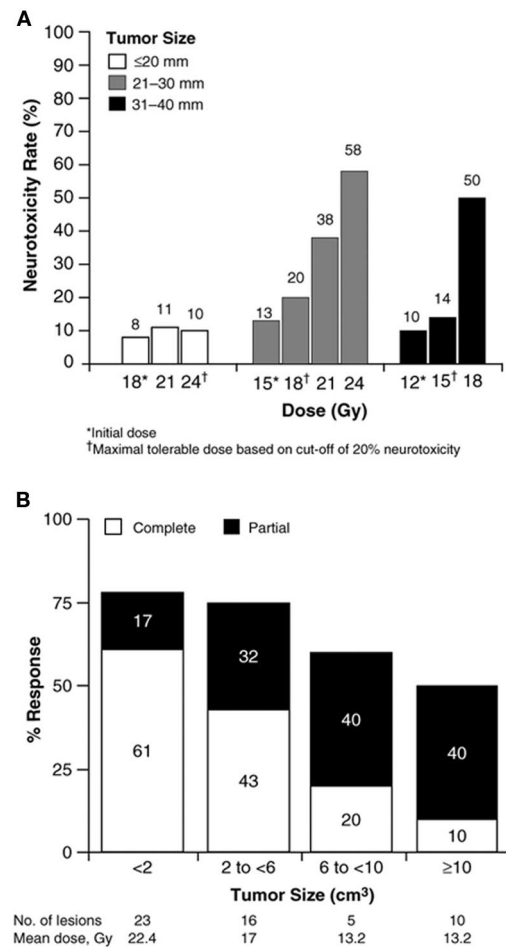 A
Tumor Size
≤20 mm
21–30 mm
31–40 mm
Neurotoxicity Rate (%)
100
90
80
70
60
50
40
30
20
10
0
8
11
10
13
20
38
58
10
14
50
18* 21 24† 15* 18† 21 24 12* 15† 18
Dose (Gy)
*Initial dose
†Maximal tolerable dose based on cut-off of 20% neurotoxicity
B
Complete Partial
% Response
100
75
50
25
0
17
61
32
43
40
20
40
10
<2 2 to <6 6 to <10 ≥10
Tumor Size (cm³)
No. of lesions 23 16 5 10
Mean dose, Gy 22.4 17 13.2 13.2